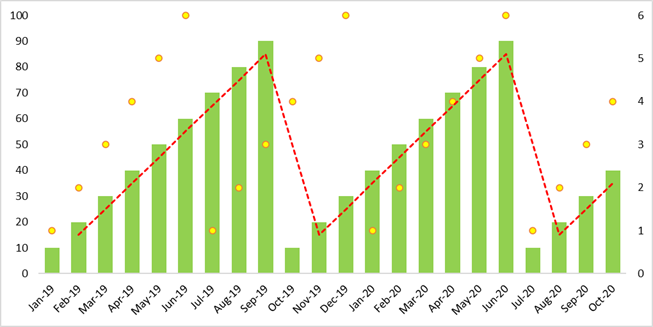 100
90
80
70
60
50
40
30
20
10
0
6
5
4
3
2
1
0
Jan-19
Feb-19
Mar-19
Apr-19
May-19
Jun-19
Jul-19
Aug-19
Sep-19
Oct-19
Nov-19
Dec-19
Jan-20
Feb-20
Mar-20
Apr-20
May-20
Jun-20
Jul-20
Aug-20
Sep-20
Oct-20